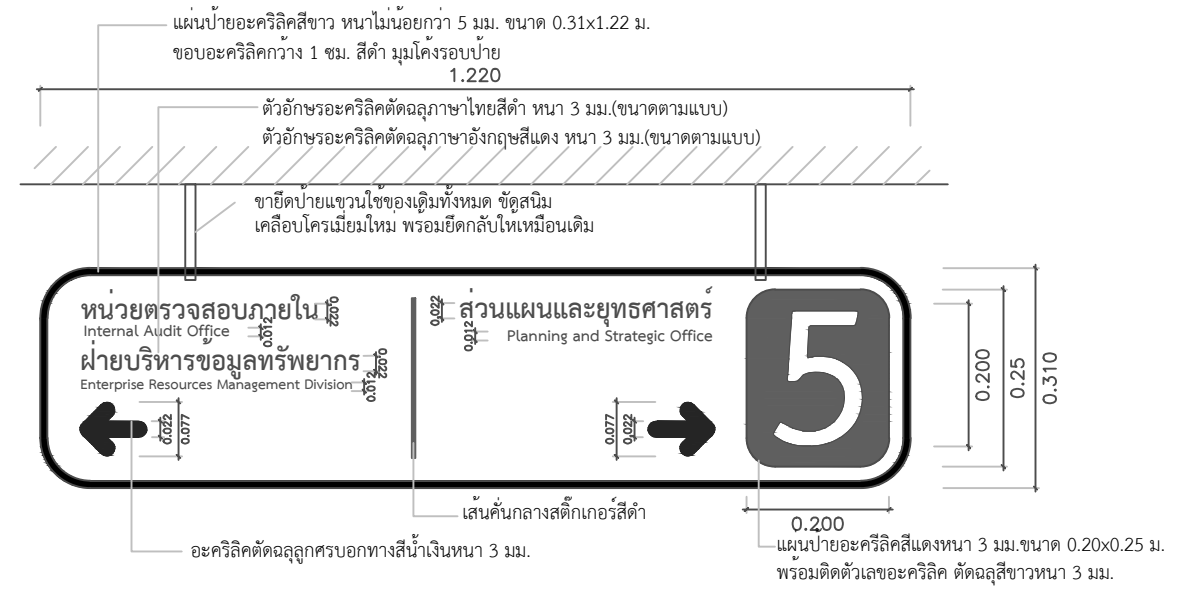 แผ่นป้ายอะคริลิคสีขาว หนาไม่น้อยกว่า 5 มม. ขนาด 0.31x1.22 ม.
ขอบอะคริลิคกว้าง 1 ซม. สีดำ มุมโค้งรอบป้าย
1.220
ตัวอักษรอะคริลิคตัดฉลุภาษาไทยสีดำ หนา 3 มม.(ขนาดตามแบบ)
ตัวอักษรอะคริลิคตัดฉลุภาษาอังกฤษสีแดง หนา 3 มม.(ขนาดตามแบบ)
ขายึดป้ายแขวนใช้ของเดิมทั้งหมด ขัดสนิม
เคลือบโครเมี่ยมใหม่ พร้อมยึดกลับให้เหมือนเดิม
หน่วยตรวจสอบภายใน
0.022
Internal Audit Office
0.012
ฝ่ายบริหารข้อมูลทรัพยากร
0.022
Enterprise Resources Management Division
0.012
0.022
0.077
0.022
ส่วนแผนและยุทธศาสตร์
0.012
Planning and Strategic Office
0.077
0.022
5
0.200
0.25
0.310
0.200
เส้นคั่นกลางสติ๊กเกอร์สีดำ
อะคริลิคตัดฉลุลูกศรบอกทางสีน้ำเงินหนา 3 มม.
แผ่นป้ายอะครีลิคสีแดงหนา 3 มม.ขนาด 0.20x0.25 ม.
พร้อมติดตัวเลขอะคริลิค ตัดฉลุสีขาวหนา 3 มม.